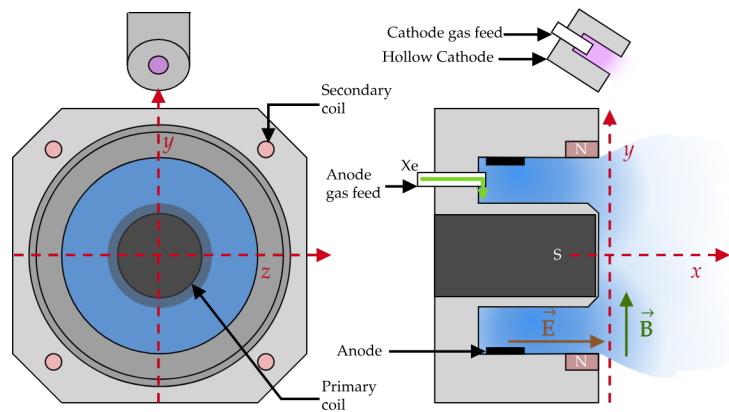 Cathode gas feed
Hollow Cathode
Secondary
coil
y
z
Xe
Anode
gas feed
N
y
S
x
E
B
Anode
N
Primary
coil